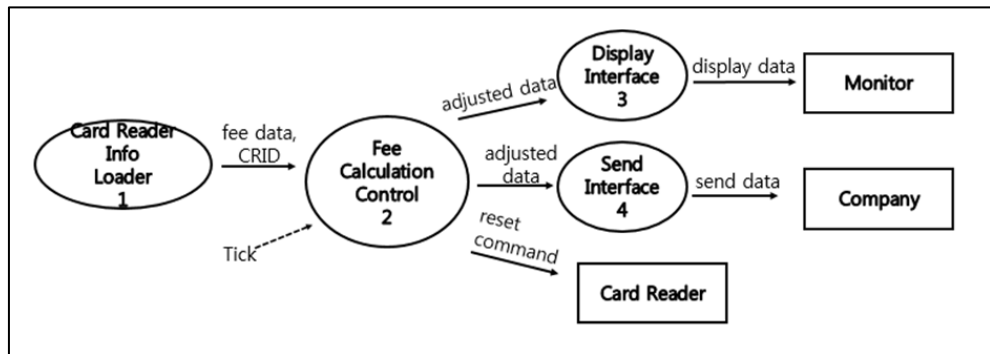 Card Reader
Info
Loader
1
fee data,
CRID
Tick
Fee
Calculation
Control
2
adjusted data
Display
Interface
3
display data
Monitor
adjusted
data
Send
Interface
4
send data
Company
reset
command
Card Reader